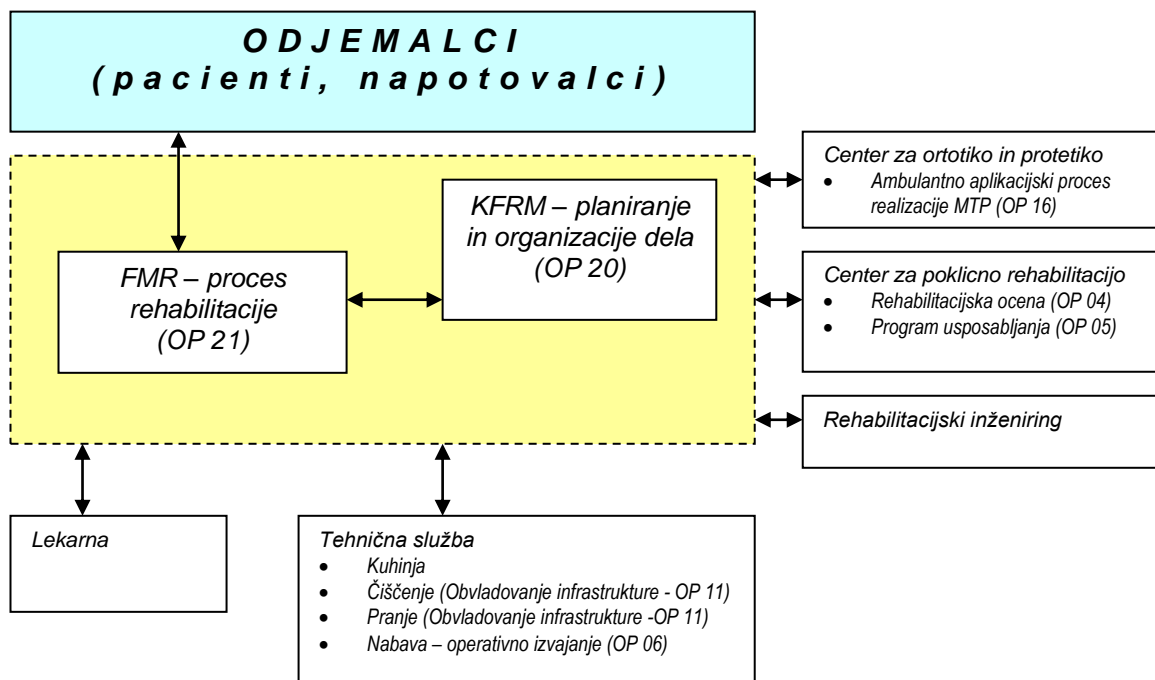 ODJEMALCI
(pacienti, napotovalci)
FMR – proces
rehabilitacije
(OP 21)
KFRM – planiranje
in organizacije dela
(OP 20)
Center za ortotiko in protetiko
• Ambulantno aplikacijski proces
realizacije MTP (OP 16)
Center za poklicno rehabilitacijo
• Rehabilitacijska ocena (OP 04)
• Program usposabljanja (OP 05)
Rehabilitacijski inženiring
Lekarna
Tehnična služba
• Kuhinja
• Čiščenje (Obvladovanje infrastrukture - OP 11)
• Pranje (Obvladovanje infrastrukture -OP 11)
• Nabava – operativno izvajanje (OP 06)